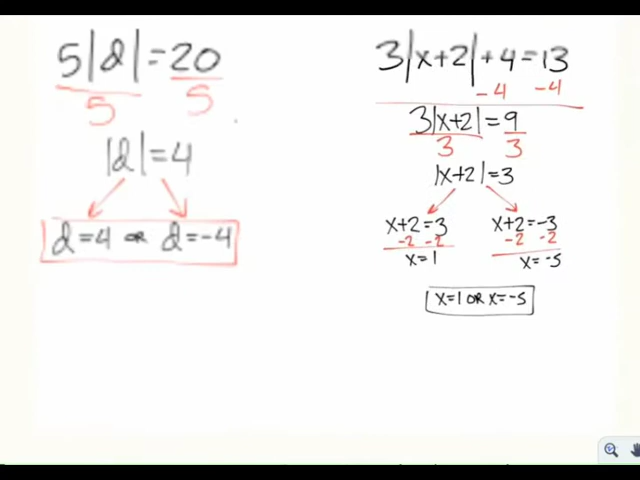 5|d|=20
5 5
|d|=4
d=4 or d=-4
3|x+2|+4=13
-4 -4
3|x+2|=9
3 3
|x+2|=3
x+2=3 x+2=-3
-2 -2 -2 -2
x=1 x=-5
x=1 OR x=-5